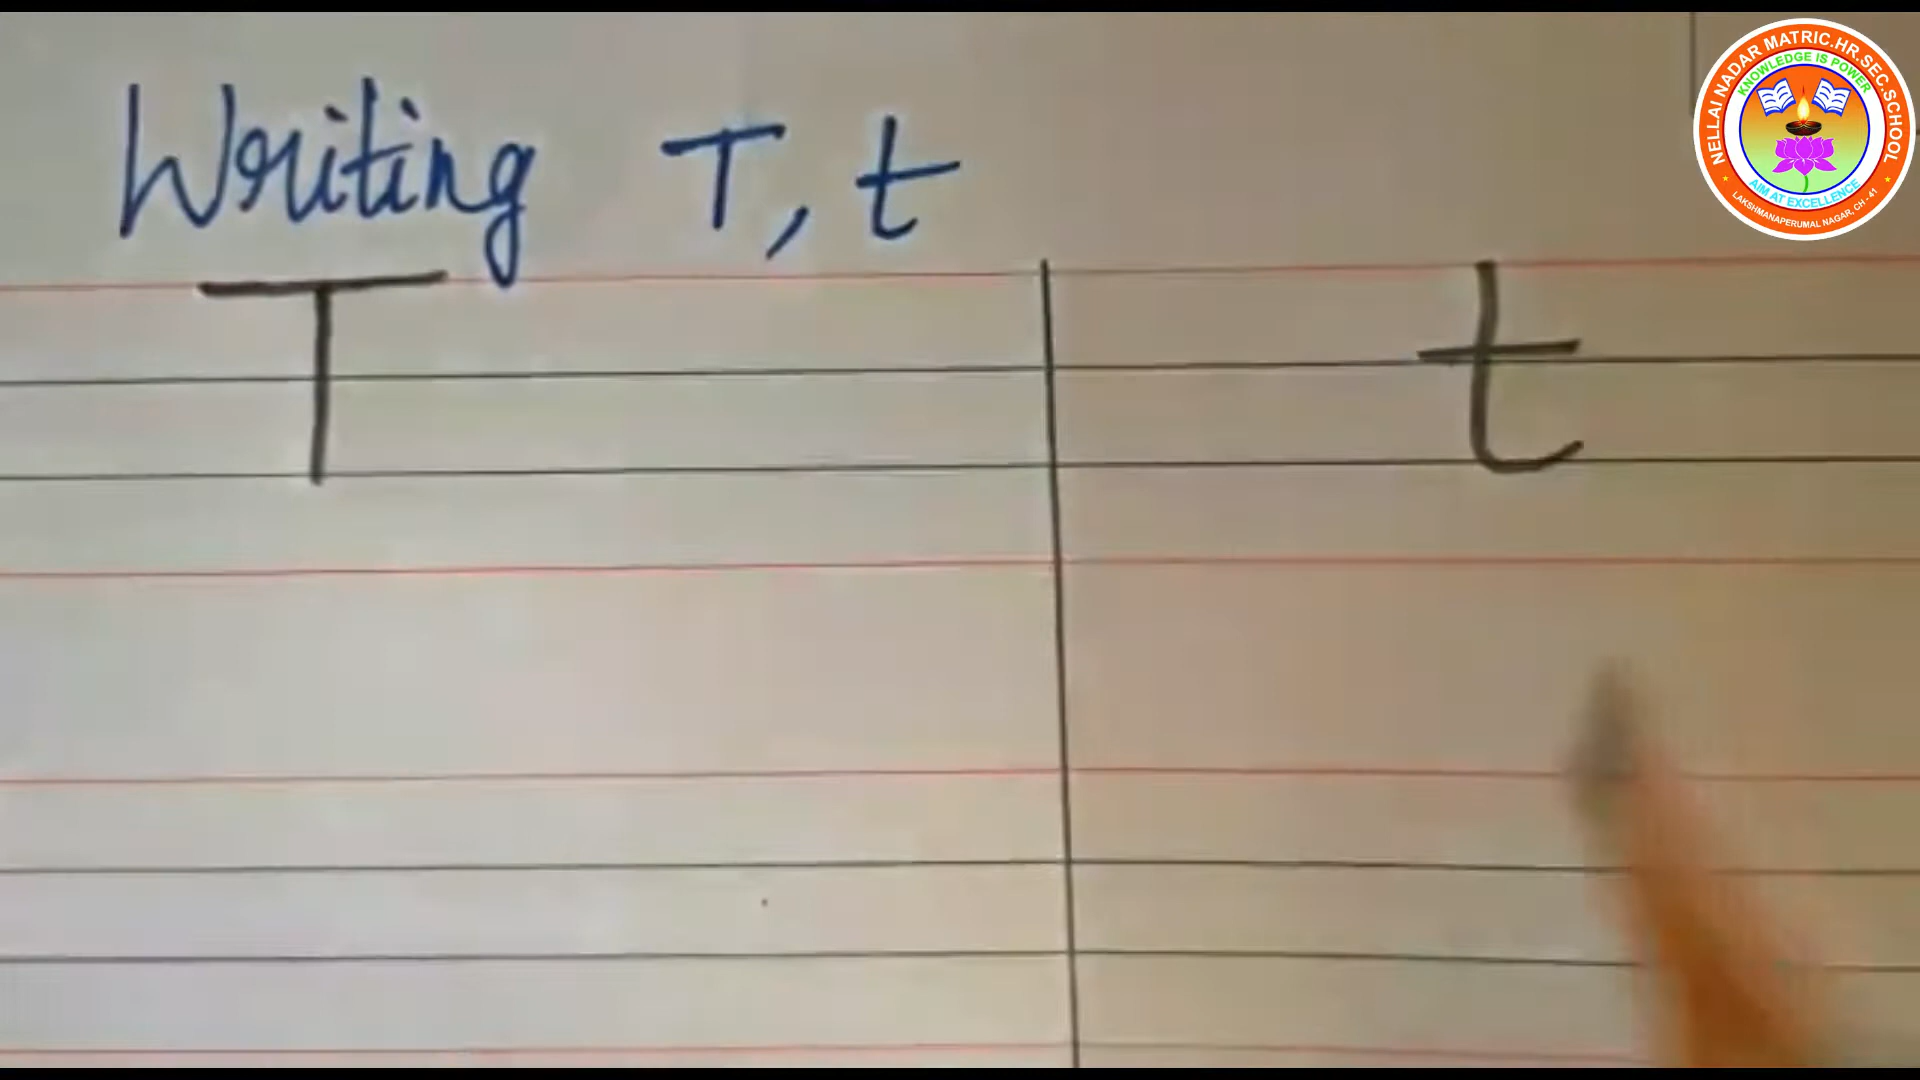 Writing T, t
T t
NELLAI NADAR MATRIC.HR.SEC.SCHOOL
KNOWLEDGE IS POWER
AIM AT EXCELLENCE
LAKSHMANAPERUMAL NAGAR, CH - 41